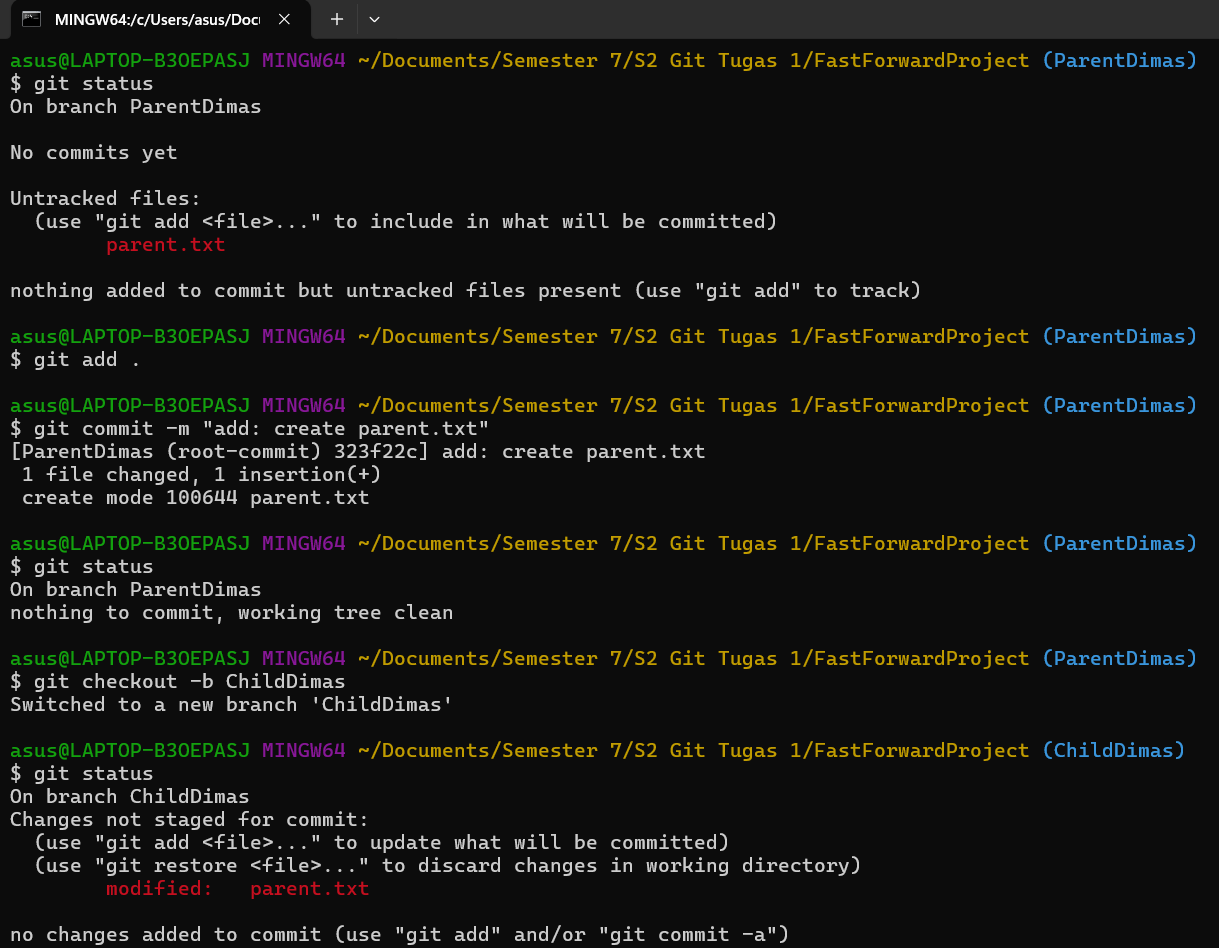 MINGW64:/c/Users/asus/Docu
asus@LAPTOP-B3OEPASJ MINGW64 ~/Documents/Semester 7/S2 Git Tugas 1/FastForwardProject (ParentDimas)
$ git status
On branch ParentDimas

No commits yet

Untracked files:
  (use "git add <file>..." to include in what will be committed)
        parent.txt

nothing added to commit but untracked files present (use "git add" to track)

asus@LAPTOP-B3OEPASJ MINGW64 ~/Documents/Semester 7/S2 Git Tugas 1/FastForwardProject (ParentDimas)
$ git add .

asus@LAPTOP-B3OEPASJ MINGW64 ~/Documents/Semester 7/S2 Git Tugas 1/FastForwardProject (ParentDimas)
$ git commit -m "add: create parent.txt"
[ParentDimas (root-commit) 323f22c] add: create parent.txt
 1 file changed, 1 insertion(+)
 create mode 100644 parent.txt

asus@LAPTOP-B3OEPASJ MINGW64 ~/Documents/Semester 7/S2 Git Tugas 1/FastForwardProject (ParentDimas)
$ git status
On branch ParentDimas
nothing to commit, working tree clean

asus@LAPTOP-B3OEPASJ MINGW64 ~/Documents/Semester 7/S2 Git Tugas 1/FastForwardProject (ParentDimas)
$ git checkout -b ChildDimas
Switched to a new branch 'ChildDimas'

asus@LAPTOP-B3OEPASJ MINGW64 ~/Documents/Semester 7/S2 Git Tugas 1/FastForwardProject (ChildDimas)
$ git status
On branch ChildDimas
Changes not staged for commit:
  (use "git add <file>..." to update what will be committed)
  (use "git restore <file>..." to discard changes in working directory)
        modified:   parent.txt

no changes added to commit (use "git add" and/or "git commit -a")